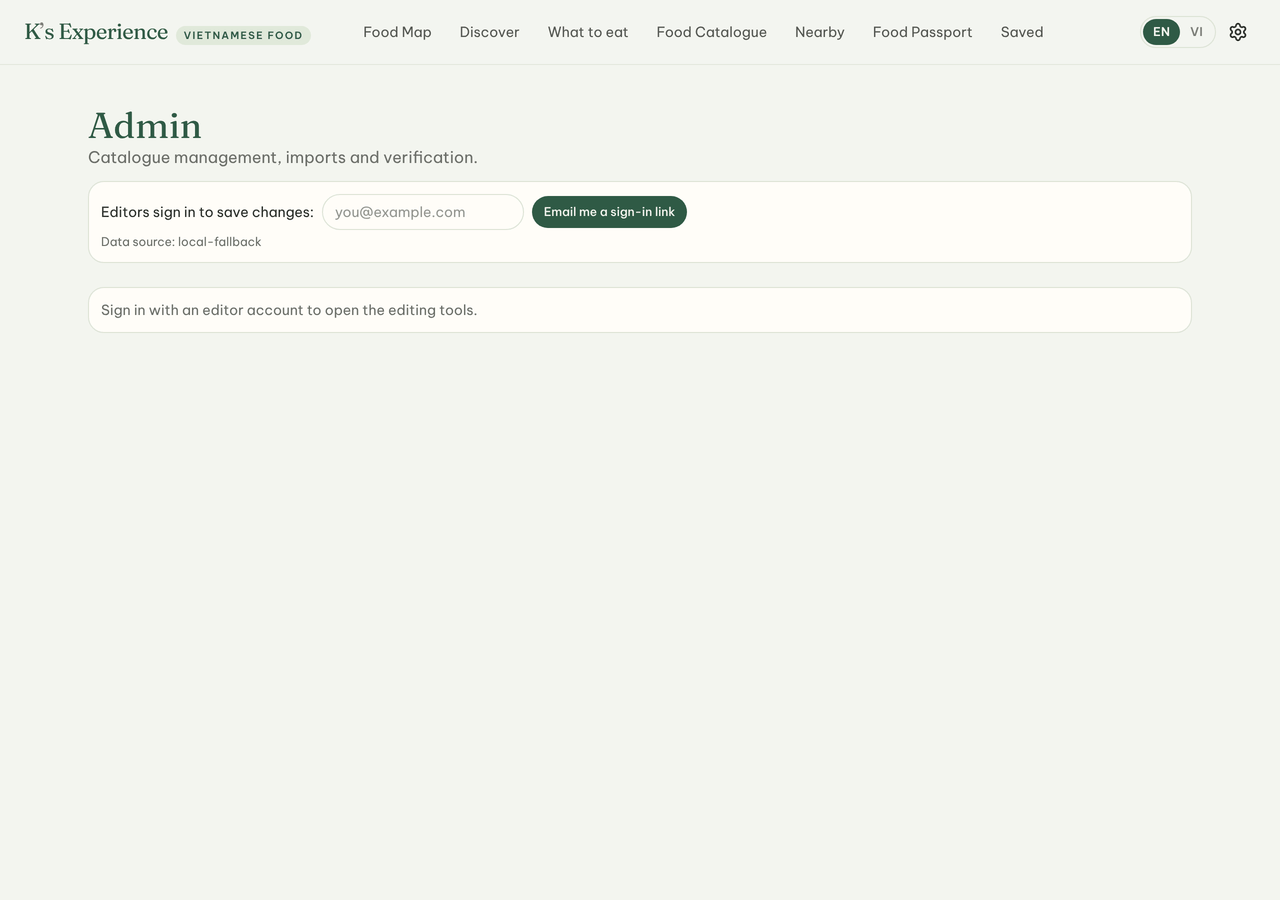 K's Experience VIETNAMESE FOOD Food Map Discover What to eat Food Catalogue Nearby Food Passport Saved EN VI
Admin
Catalogue management, imports and verification.
Editors sign in to save changes: you@example.com Email me a sign-in link
Data source: local-fallback
Sign in with an editor account to open the editing tools.